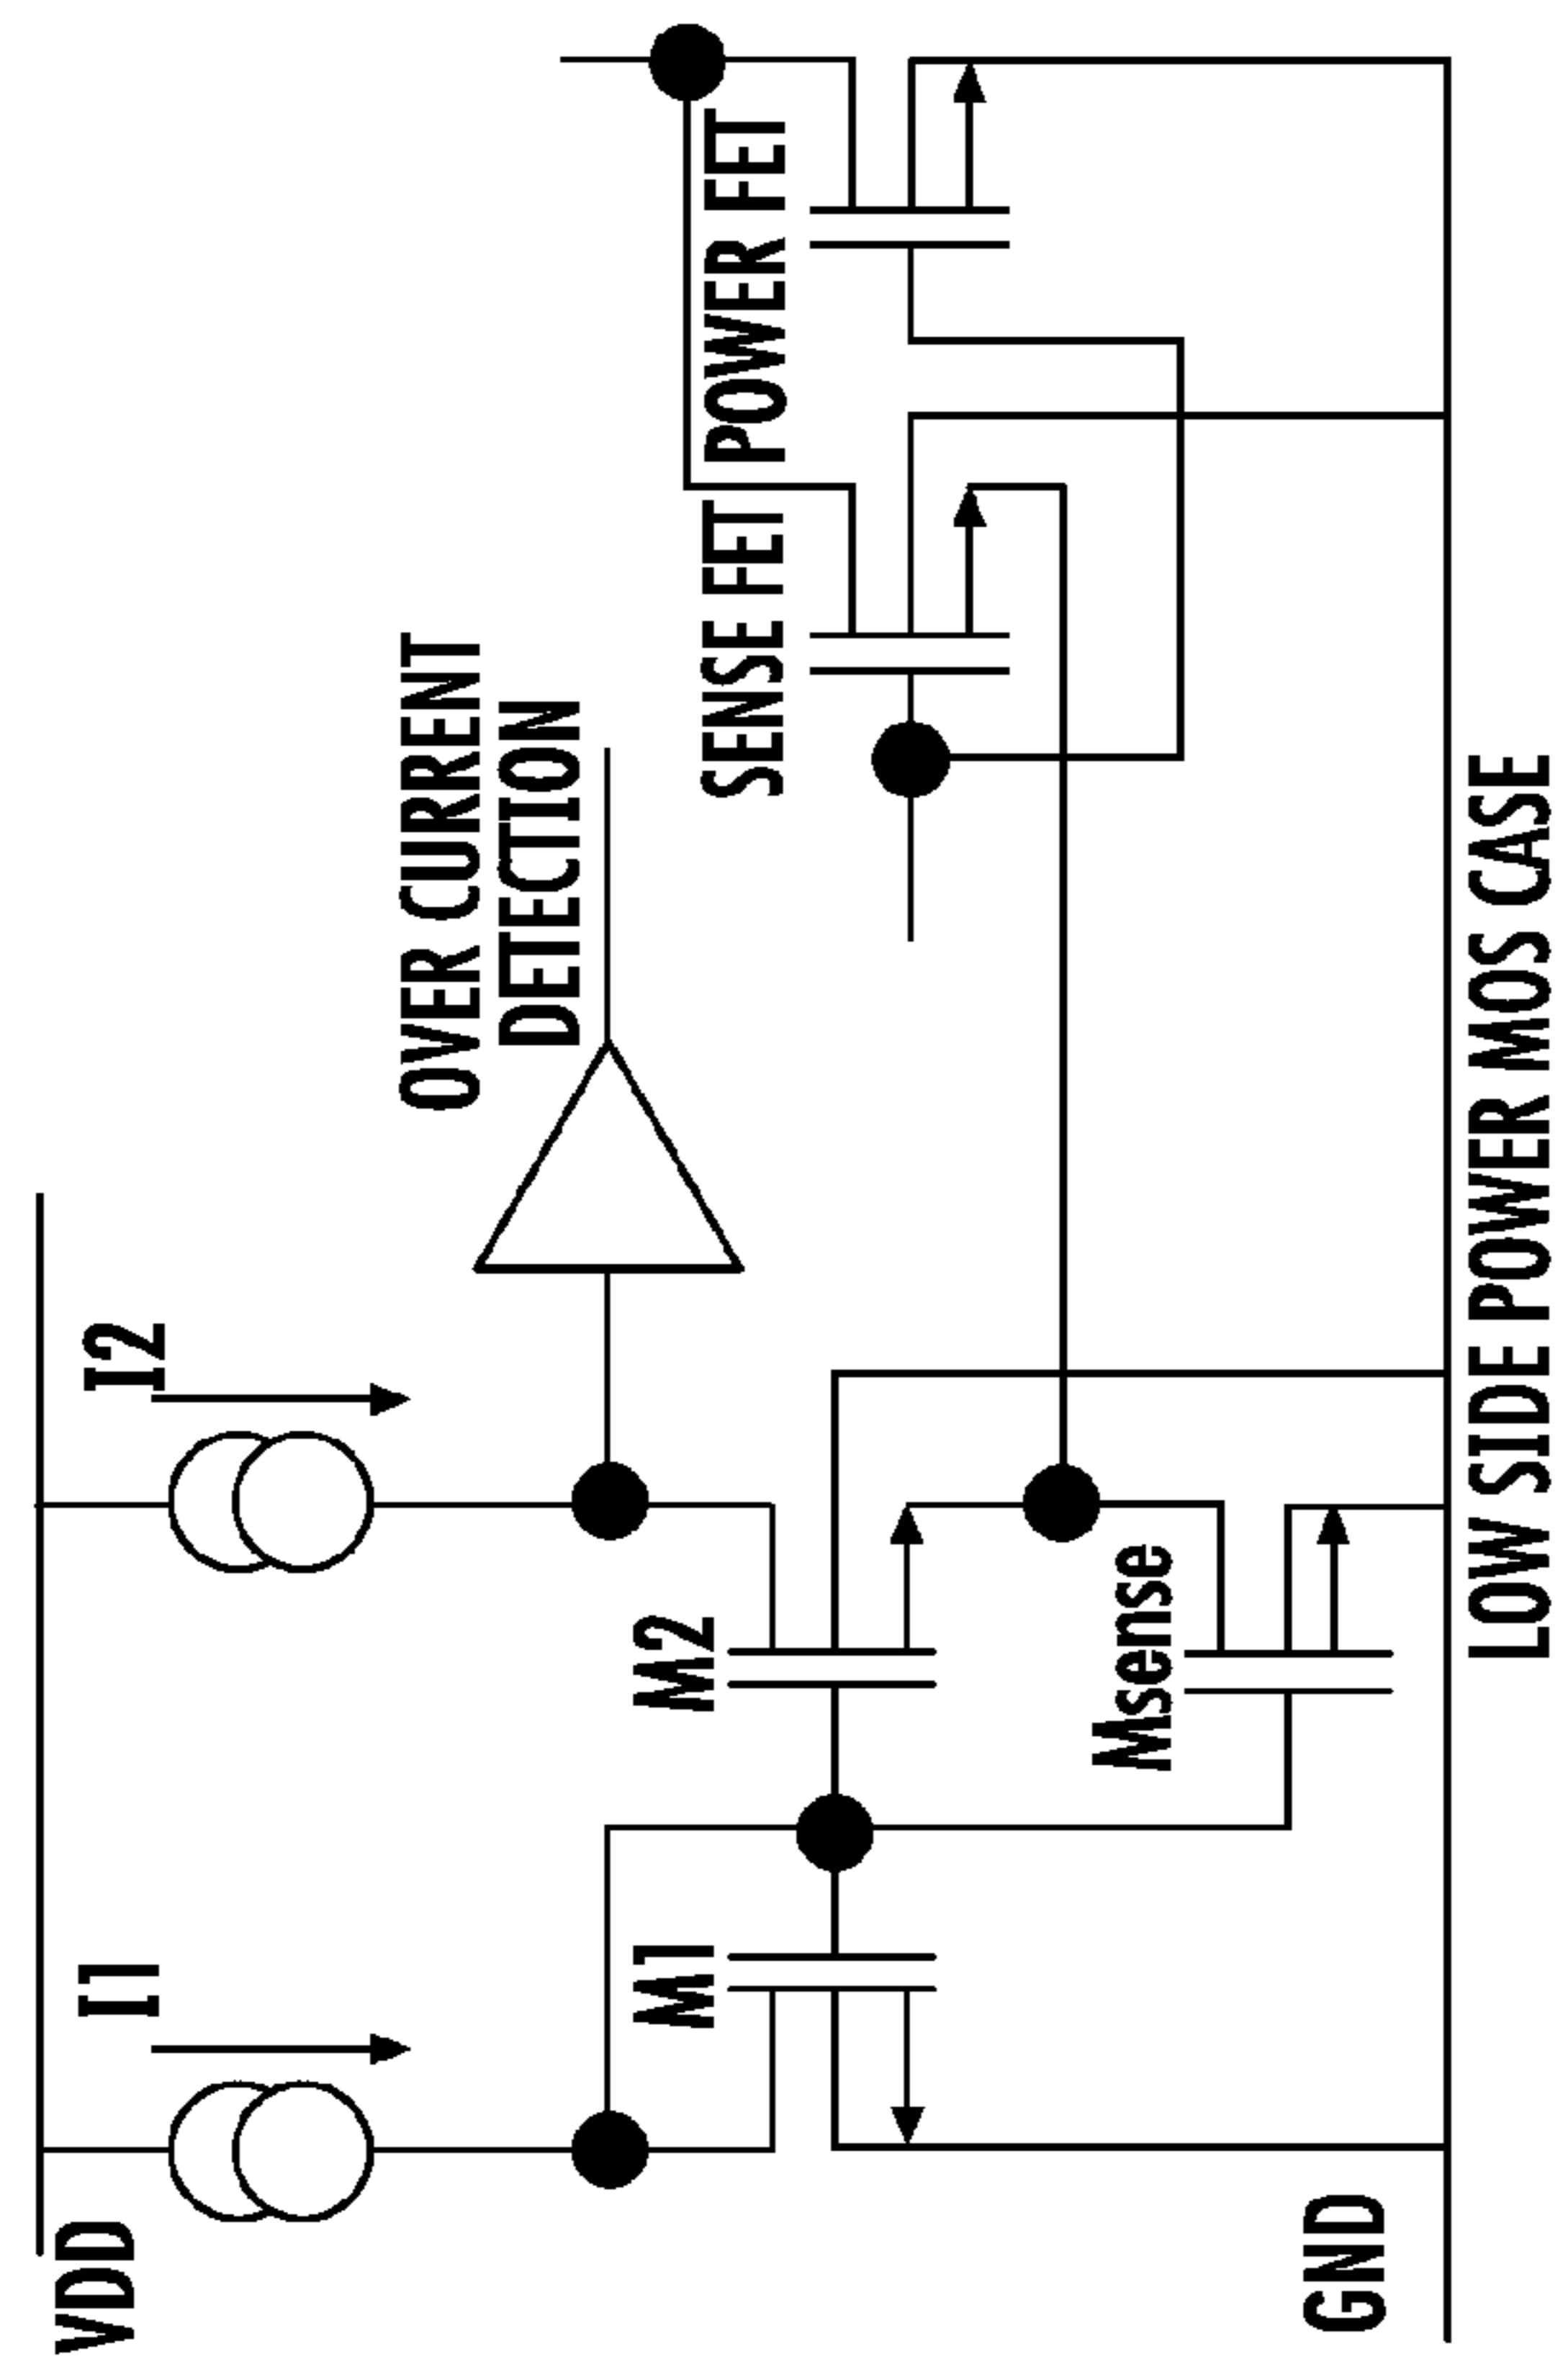 VDD
I1
I2
OVER CURRENT
DETECTION
M1
M2
SENSE FET
POWER FET
Msense
GND
LOW SIDE POWER MOS CASE